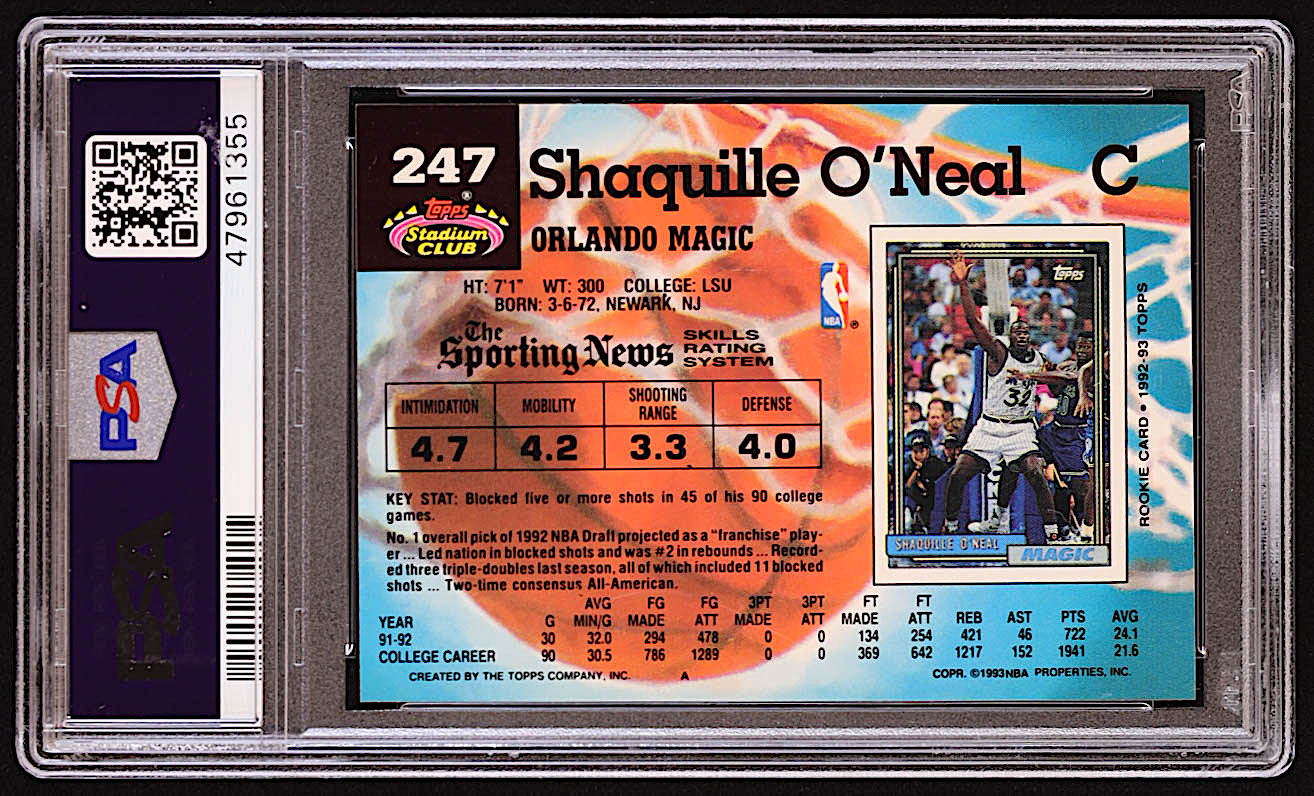 47961355
PSA
PSA
PSA
247
Topps®
Stadium
CLUB
Shaquille O'Neal C
ORLANDO MAGIC
HT: 7'1" WT: 300 COLLEGE: LSU
BORN: 3-6-72, NEWARK, NJ
NBA ®
The
Sporting News
SKILLS
RATING
SYSTEM
INTIMIDATION MOBILITY SHOOTING RANGE DEFENSE
4.7 4.2 3.3 4.0
KEY STAT: Blocked five or more shots in 45 of his 90 college
games.
No. 1 overall pick of 1992 NBA Draft projected as a "franchise" play-
er ... Led nation in blocked shots and was #2 in rebounds ... Record-
ed three triple-doubles last season, all of which included 11 blocked
shots ... Two-time consensus All-American.
Topps
32
SHAQUILLE O'NEAL
MAGIC
ROOKIE CARD • 1992-93 TOPPS
AVG FG FG 3PT 3PT FT FT
YEAR G MIN/G MADE ATT MADE ATT MADE ATT REB AST PTS AVG
91-92 30 32.0 294 478 0 0 134 254 421 46 722 24.1
COLLEGE CAREER 90 30.5 786 1289 0 0 369 642 1217 152 1941 21.6
CREATED BY THE TOPPS COMPANY, INC. A COPR. ©1993 NBA PROPERTIES, INC.